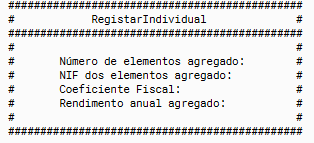 ##############################################
#            RegistarIndividual              #
##############################################
#                                            #
#       Número de elementos agregado:        #
#       NIF dos elementos agregado:          #
#       Coeficiente Fiscal:                  #
#       Rendimento anual agregado:           #
#                                            #
##############################################